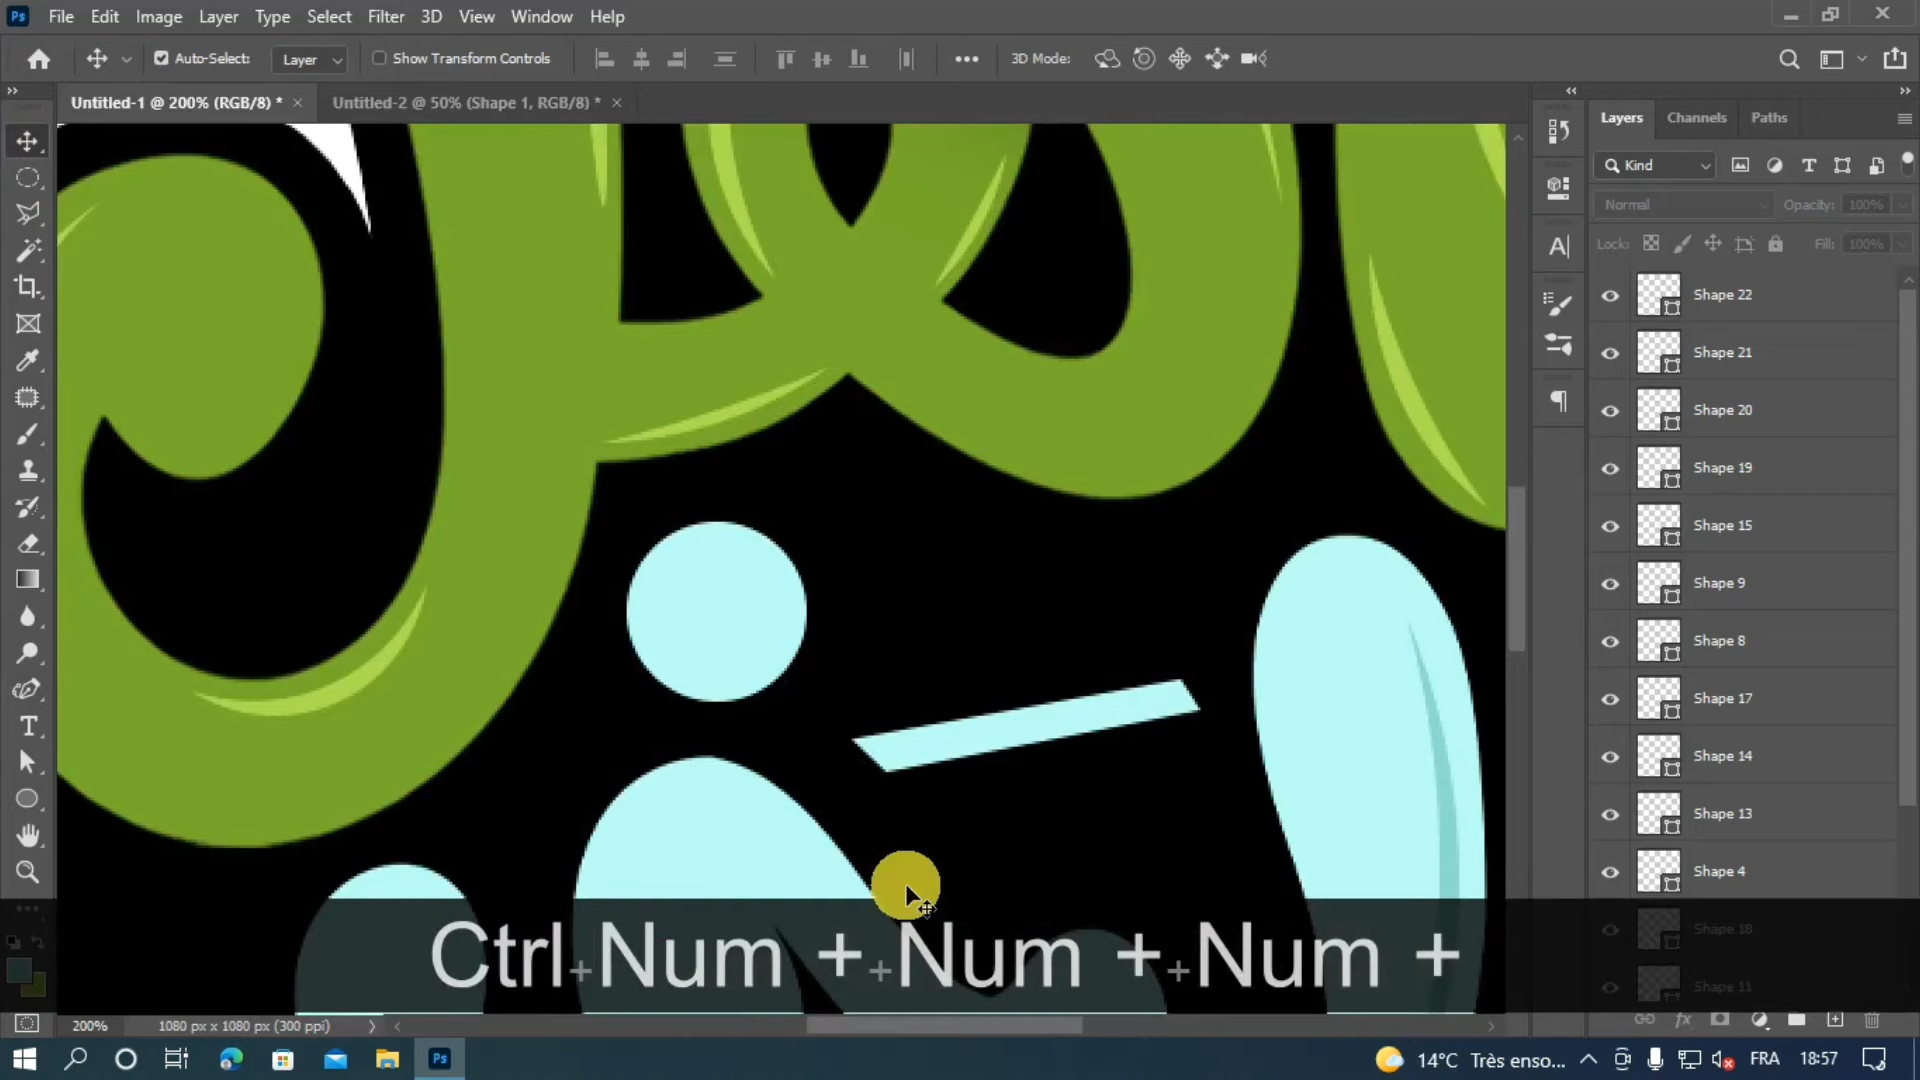 Ps File Edit Image Layer Type Select Filter 3D View Window Help
Auto-Select: Layer Show Transform Controls 3D Mode:
Untitled-1 @ 200% (RGB/8) * × Untitled-2 @ 50% (Shape 1, RGB/8) * ×
Layers Channels Paths
Kind
Normal Opacity: 100%
Lock: Fill: 100%
Shape 22
Shape 21
Shape 20
Shape 19
Shape 15
Shape 9
Shape 8
Shape 17
Shape 14
Shape 13
Shape 4
Shape 18
Shape 11
Ctrl+Num ++Num ++Num +
200% 1080 px x 1080 px (300 ppi)
Ps 14°C Très enso... FRA 18:57